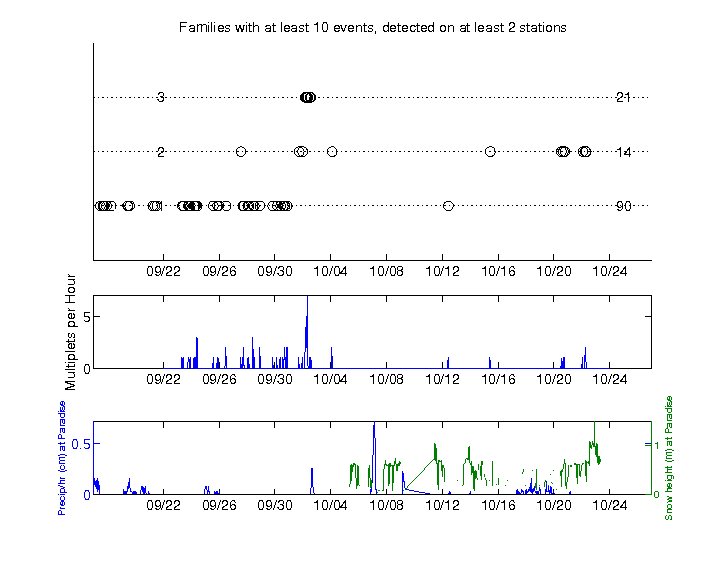 Families with at least 10 events, detected on at least 2 stations
3 21
2 14
90
09/22 09/26 09/30 10/04 10/08 10/12 10/16 10/20 10/24
Multiplets per Hour
5
0
09/22 09/26 09/30 10/04 10/08 10/12 10/16 10/20 10/24
Precip/hr (cm) at Paradise
0.5
0
1
0
Snow height (m) at Paradise
09/22 09/26 09/30 10/04 10/08 10/12 10/16 10/20 10/24